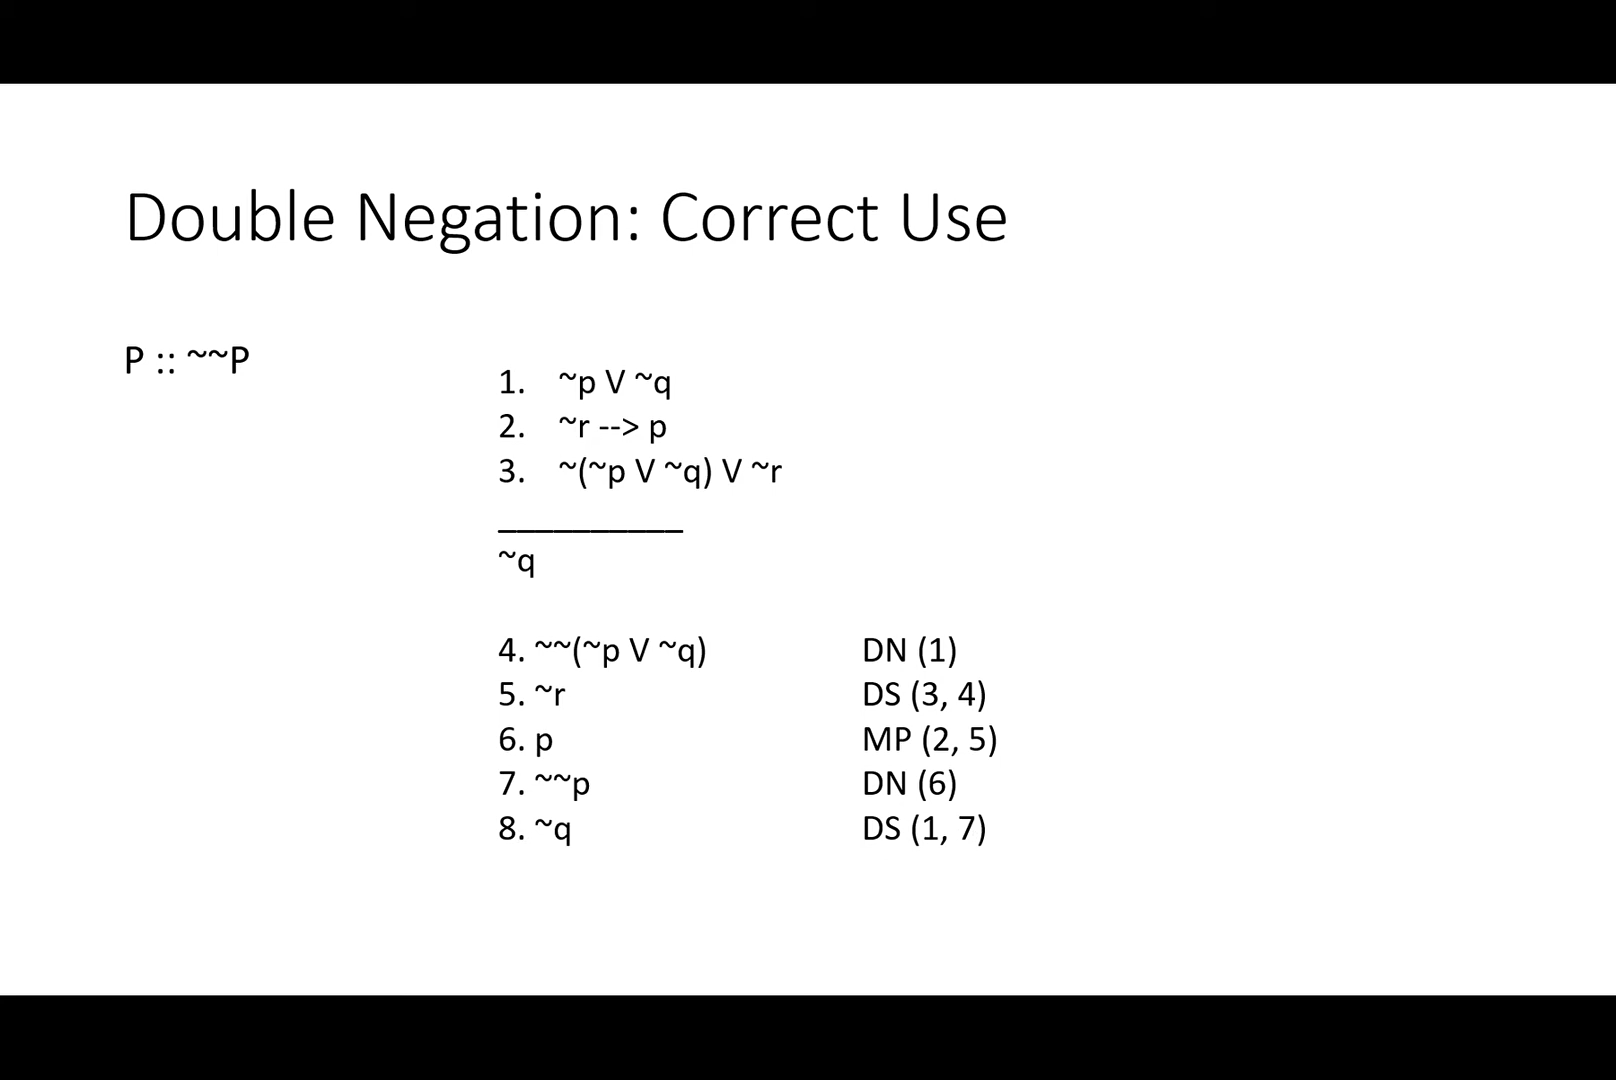 Double Negation: Correct Use
P :: ~~P
1. ~p V ~q
2. ~r --> p
3. ~(~p V ~q) V ~r
__________
~q
4. ~~(~p V ~q) DN (1)
5. ~r DS (3, 4)
6. p MP (2, 5)
7. ~~p DN (6)
8. ~q DS (1, 7)